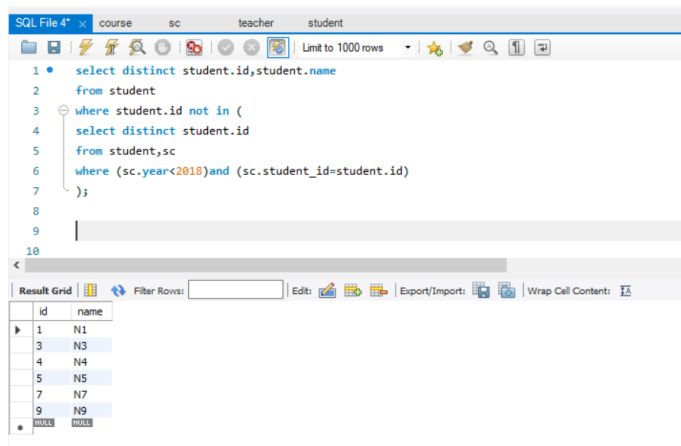 SQL File 4* × course sc teacher student
Limit to 1000 rows
1 select distinct student.id,student.name
2 from student
3 where student.id not in (
4 select distinct student.id
5 from student,sc
6 where (sc.year<2018)and (sc.student_id=student.id)
7 );
8
9
10
Result Grid Filter Rows: Edit: Export/Import: Wrap Cell Content: IA
id name
1 N1
3 N3
4 N4
5 N5
7 N7
9 N9
NULL NULL